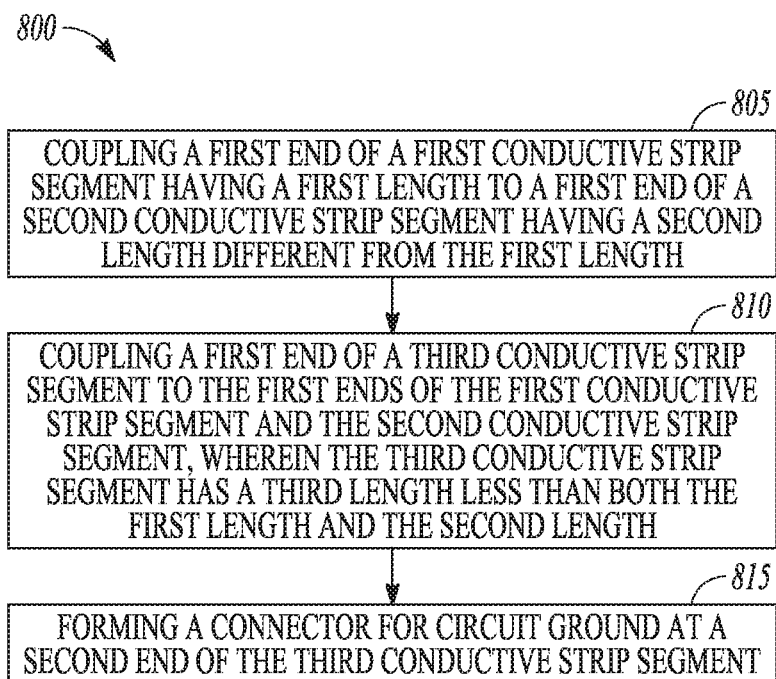 800
805
COUPLING A FIRST END OF A FIRST CONDUCTIVE STRIP
SEGMENT HAVING A FIRST LENGTH TO A FIRST END OF A
SECOND CONDUCTIVE STRIP SEGMENT HAVING A SECOND
LENGTH DIFFERENT FROM THE FIRST LENGTH
810
COUPLING A FIRST END OF A THIRD CONDUCTIVE STRIP
SEGMENT TO THE FIRST ENDS OF THE FIRST CONDUCTIVE
STRIP SEGMENT AND THE SECOND CONDUCTIVE STRIP
SEGMENT, WHEREIN THE THIRD CONDUCTIVE STRIP
SEGMENT HAS A THIRD LENGTH LESS THAN BOTH THE
FIRST LENGTH AND THE SECOND LENGTH
815
FORMING A CONNECTOR FOR CIRCUIT GROUND AT A
SECOND END OF THE THIRD CONDUCTIVE STRIP SEGMENT